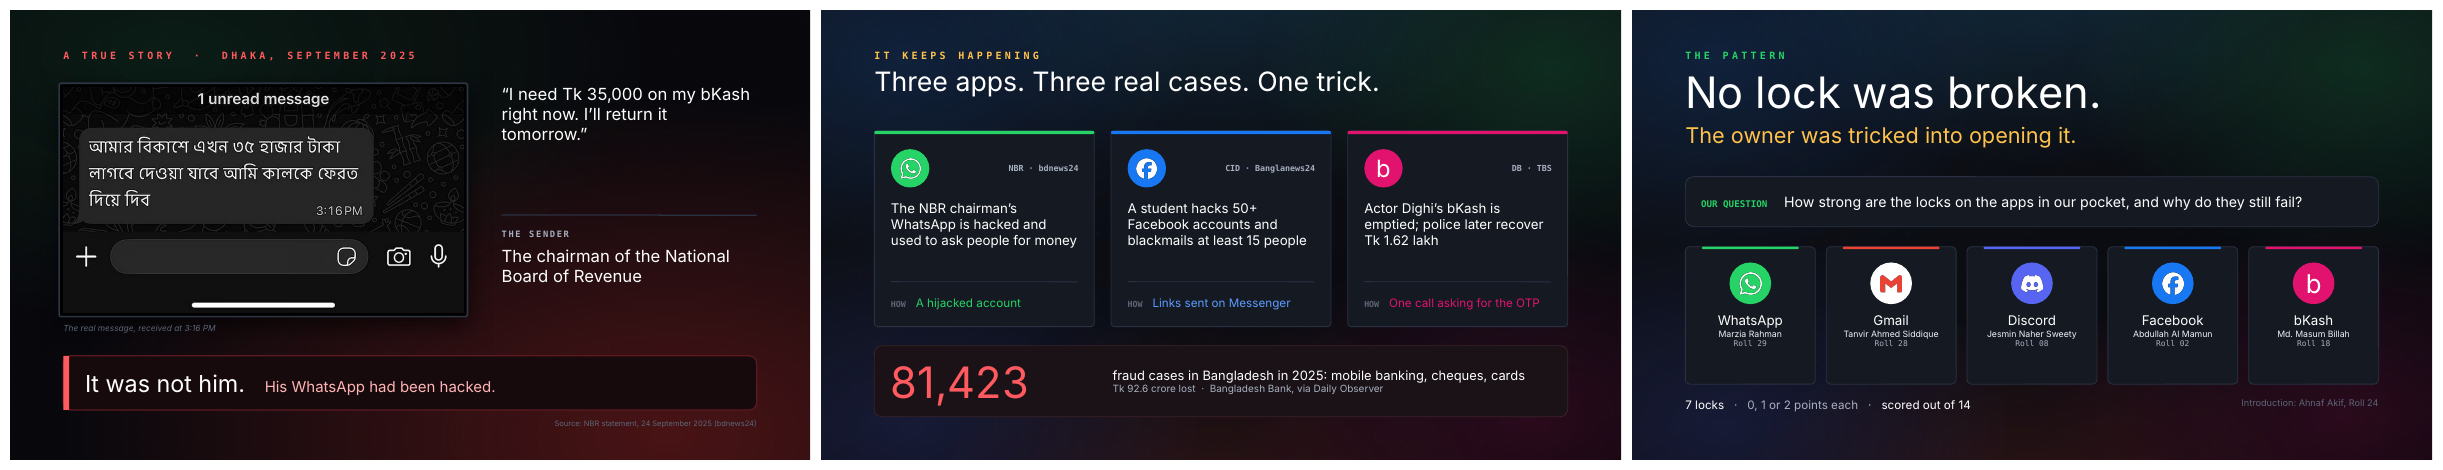 A TRUE STORY · DHAKA, SEPTEMBER 2025
1 unread message
আমার বিকাশে এখন ৩৫ হাজার টাকা
লাগবে দেওয়া যাবে আমি কালকে ফেরত
দিয়ে দিব
3:16 PM
The real message, received at 3:16 PM
“I need Tk 35,000 on my bKash
right now. I’ll return it
tomorrow.”
THE SENDER
The chairman of the National
Board of Revenue
It was not him. His WhatsApp had been hacked.
Source: NBR statement, 24 September 2025 (bdnews24)
IT KEEPS HAPPENING
Three apps. Three real cases. One trick.
NBR · bdnews24
The NBR chairman’s
WhatsApp is hacked and
used to ask people for money
HOW A hijacked account
CID · Banglanews24
A student hacks 50+
Facebook accounts and
blackmails at least 15 people
HOW Links sent on Messenger
b
DB · TBS
Actor Dighi’s bKash is
emptied; police later recover
Tk 1.62 lakh
HOW One call asking for the OTP
81,423
fraud cases in Bangladesh in 2025: mobile banking, cheques, cards
Tk 92.6 crore lost · Bangladesh Bank, via Daily Observer
THE PATTERN
No lock was broken.
The owner was tricked into opening it.
OUR QUESTION How strong are the locks on the apps in our pocket, and why do they still fail?
WhatsApp
Marzia Rahman
Roll 29
Gmail
Tanvir Ahmed Siddique
Roll 28
Discord
Jesmin Naher Sweety
Roll 08
Facebook
Abdullah Al Mamun
Roll 02
b
bKash
Md. Masum Billah
Roll 18
7 locks · 0, 1 or 2 points each · scored out of 14
Introduction: Ahnaf Akif, Roll 24